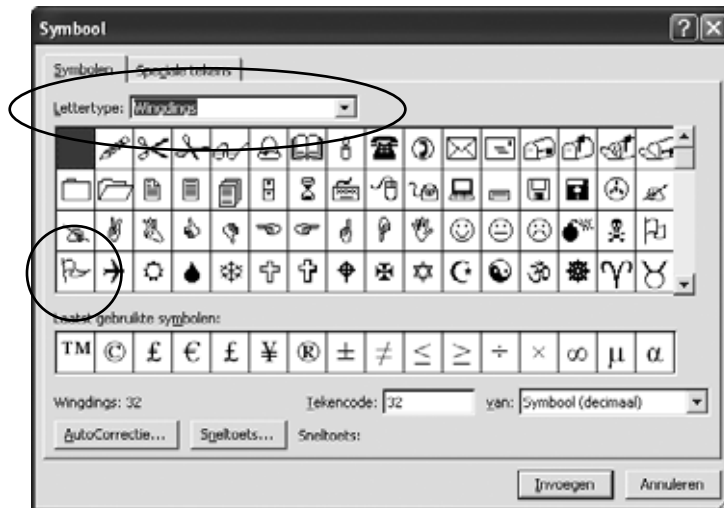 Symbool
Symbolen Speciale tekens
Lettertype: Wingdings
Laatst gebruikte symbolen:
TM © £ € £ ¥ ® ± ≠ ≤ ≥ ÷ × ∞ µ α
Wingdings: 32 Tekencode: 32 van: Symbool (decimaal)
AutoCorrectie... Sneltoets... Sneltoets:
Invoegen Annuleren